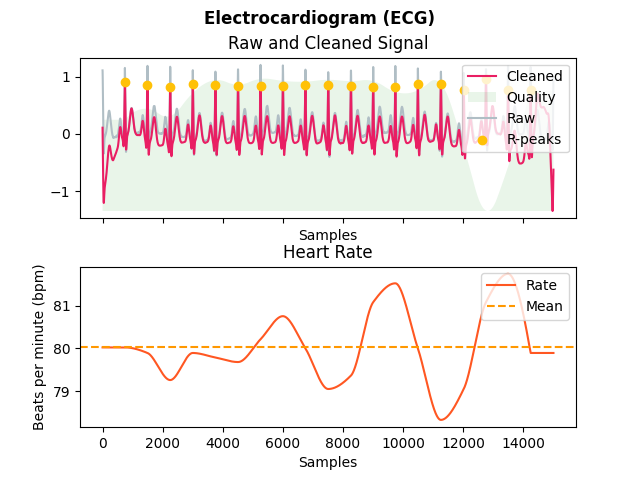 Electrocardiogram (ECG)
Raw and Cleaned Signal
1
0
−1
Cleaned
Quality
Raw
R-peaks
Samples
Heart Rate
Beats per minute (bpm)
81
80
79
Rate
Mean
0 2000 4000 6000 8000 10000 12000 14000
Samples